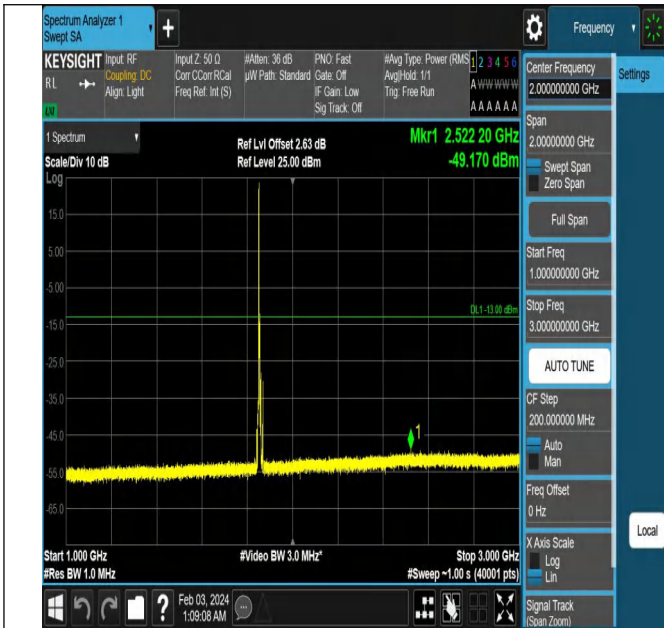 Spectrum Analyzer 1
Swept SA
+
Frequency
KEYSIGHT
RL
LXI
Input: RF
Coupling: DC
Align: Light
Input Z: 50 Ω
Corr CCorr RCal
Freq Ref: Int (S)
#Atten: 36 dB
µW Path: Standard
PNO: Fast
Gate: Off
IF Gain: Low
Sig Track: Off
#Avg Type: Power (RMS
Avg|Hold: 1/1
Trig: Free Run
1 2 3 4 5 6
A W W W W W
A A A A A A
Center Frequency
2.000000000 GHz
Settings
Span
2.00000000 GHz
Swept Span
Zero Span
Full Span
Start Freq
1.000000000 GHz
Stop Freq
3.000000000 GHz
AUTO TUNE
CF Step
200.000000 MHz
Auto
Man
Freq Offset
0 Hz
X Axis Scale
Log
Lin
Signal Track
(Span Zoom)
Local
1 Spectrum
Scale/Div 10 dB
Ref Lvl Offset 2.63 dB
Ref Level 25.00 dBm
Mkr1 2.522 20 GHz
-49.170 dBm
Log
15.0
5.00
-5.00
-15.0
-25.0
-35.0
-45.0
-55.0
-65.0
DL1 -13.00 dBm
1
Start 1.000 GHz
#Res BW 1.0 MHz
#Video BW 3.0 MHz*
Stop 3.000 GHz
#Sweep ~1.00 s (40001 pts)
?
Feb 03, 2024
1:09:08 AM